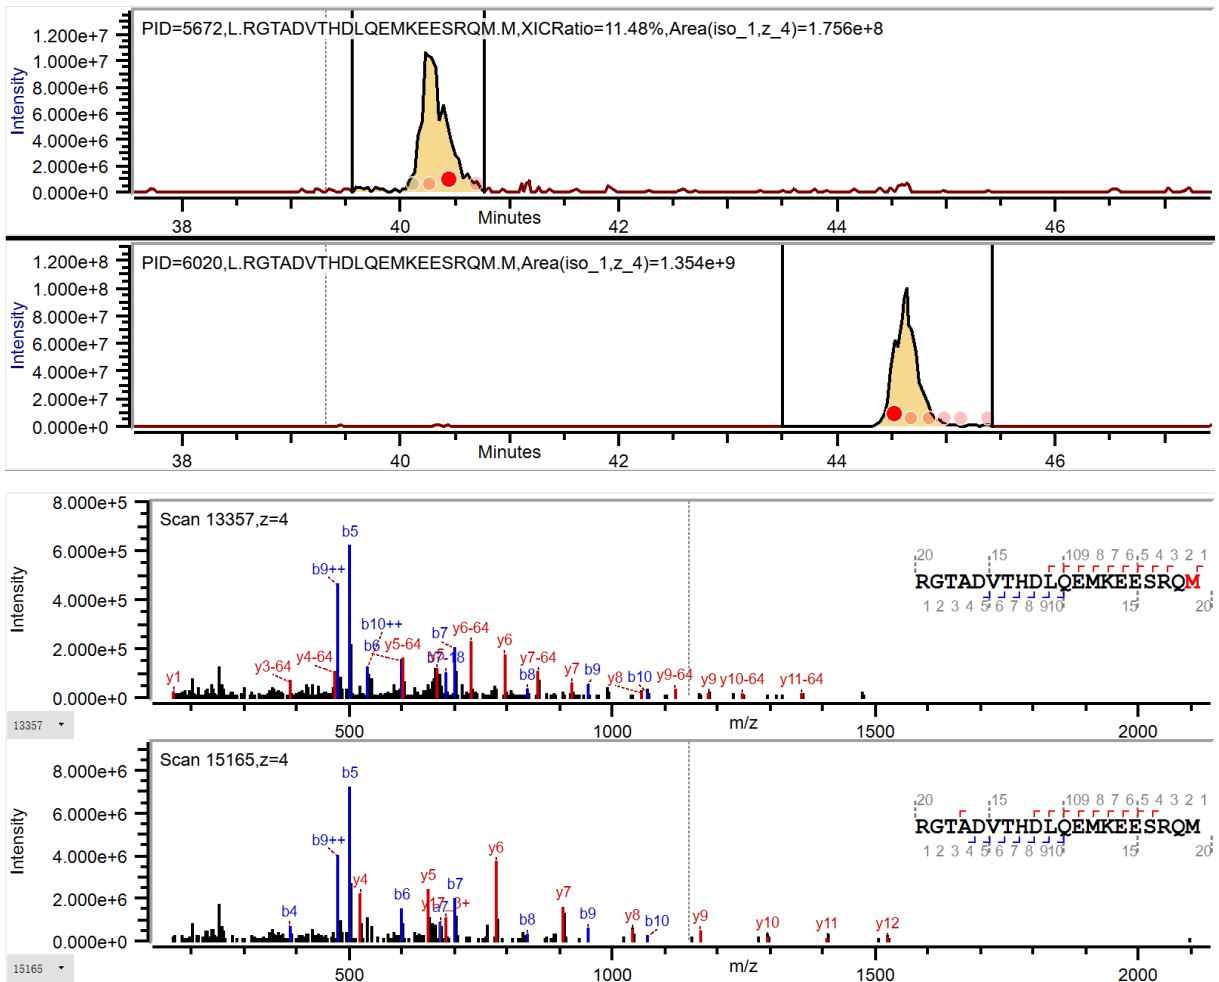 PID=5672,L.RGTADVTHDLQEMKEESRQM.M,XICRatio=11.48%,Area(iso_1,z_4)=1.756e+8
Intensity
1.200e+7
1.000e+7
8.000e+6
6.000e+6
4.000e+6
2.000e+6
0.000e+0
38 40 42 44 46
Minutes
PID=6020,L.RGTADVTHDLQEMKEESRQM.M,Area(iso_1,z_4)=1.354e+9
Intensity
1.200e+8
1.000e+8
8.000e+7
6.000e+7
4.000e+7
2.000e+7
0.000e+0
38 40 42 44 46
Minutes
Scan 13357,z=4
Intensity
8.000e+5
6.000e+5
4.000e+5
2.000e+5
0.000e+0
y1 y3-64 y4-64 b9++ b5 b10++ b6 y5-64 b7-18 b7 y6-64 y6 b8 y7-64 y7 b9 y8 b10 y9-64 y9 y10-64 y11-64
20 15 109 8 7 6 5 4 3 2 1
RGTADVTHDLQEMKEESRQM
1 2 3 4 5 6 7 8 910 15 20
13357
500 1000 1500 2000
m/z
Scan 15165,z=4
Intensity
8.000e+6
6.000e+6
4.000e+6
2.000e+6
0.000e+0
b4 b9++ b5 y4 b6 y5 b7 y6 b8 y7 b9 y8 b10 y9 y10 y11 y12
20 15 109 8 7 6 5 4 3 2 1
RGTADVTHDLQEMKEESRQM
1 2 3 4 5 6 7 8 910 15 20
15165
500 1000 1500 2000
m/z